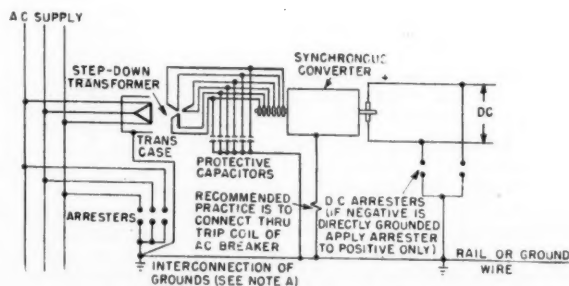 AC SUPPLY
STEP-DOWN
TRANSFORMER
TRANS
CASE
SYNCHRONOUS
CONVERTER
+
DC
PROTECTIVE
CAPACITORS
ARRESTERS
RECOMMENDED
PRACTICE IS TO
CONNECT THRU
TRIP COIL OF
AC BREAKER
DC ARRESTERS
(IF NEGATIVE IS
DIRECTLY GROUNDED
APPLY ARRESTER
TO POSITIVE ONLY)
INTERCONNECTION OF
GROUNDS (SEE NOTE A)
RAIL OR GROUND
WIRE